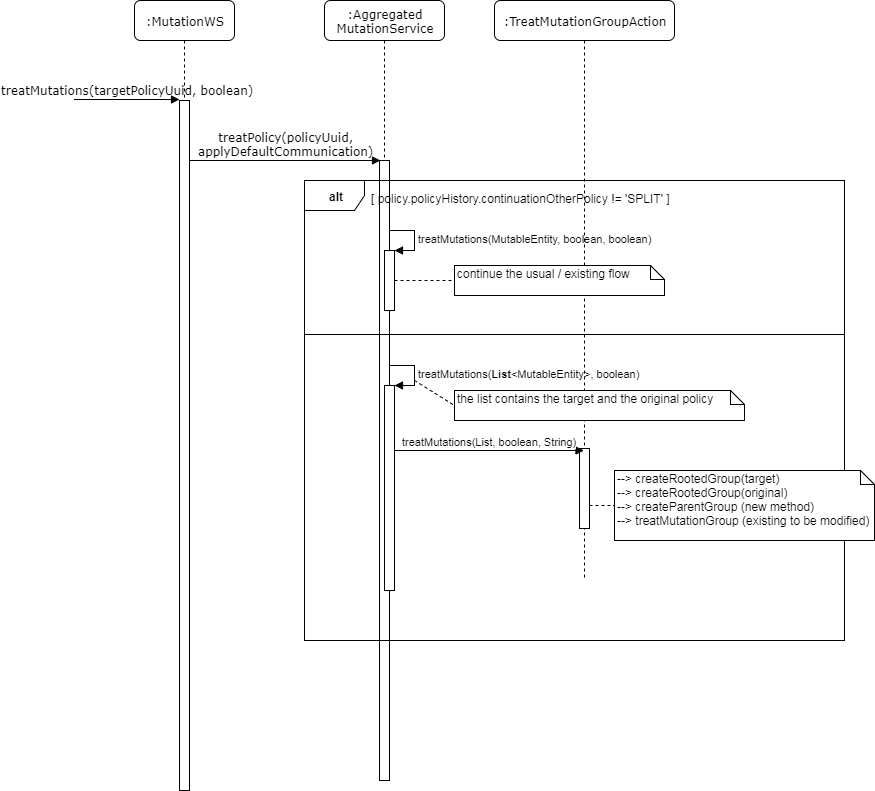 :MutationWS
:Aggregated
MutationService
:TreatMutationGroupAction
treatMutations(targetPolicyUuid, boolean)
treatPolicy(policyUuid,
applyDefaultCommunication)
alt
[ policy.policyHistory.continuationOtherPolicy != 'SPLIT' ]
treatMutations(MutableEntity, boolean, boolean)
continue the usual / existing flow
treatMutations(List<MutableEntity>, boolean)
the list contains the target and the original policy
treatMutations(List, boolean, String)
--> createRootedGroup(target)
--> createRootedGroup(original)
--> createParentGroup (new method)
--> treatMutationGroup (existing to be modified)